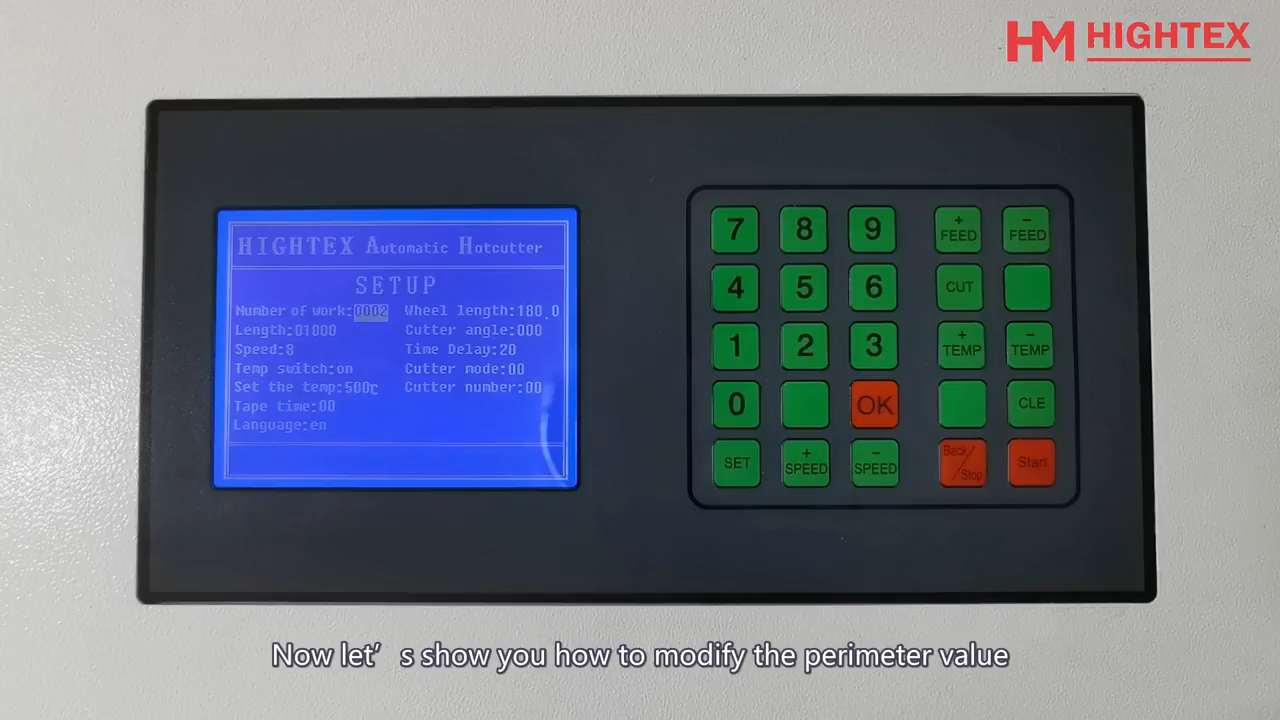 HM HIGHTEX
HIGHTEX Automatic Hotcutter
SETUP
Number of work:0002 Wheel length:180.0
Length:01000 Cutter angle:000
Speed:8 Time Delay:20
Temp switch:on Cutter mode:00
Set the temp:500℃ Cutter number:00
Tape time:00
Language:en
7 8 9 + FEED - FEED
4 5 6 CUT
1 2 3 + TEMP - TEMP
0 OK CLE
SET + SPEED - SPEED Back/Stop Start
Now let's show you how to modify the perimeter value